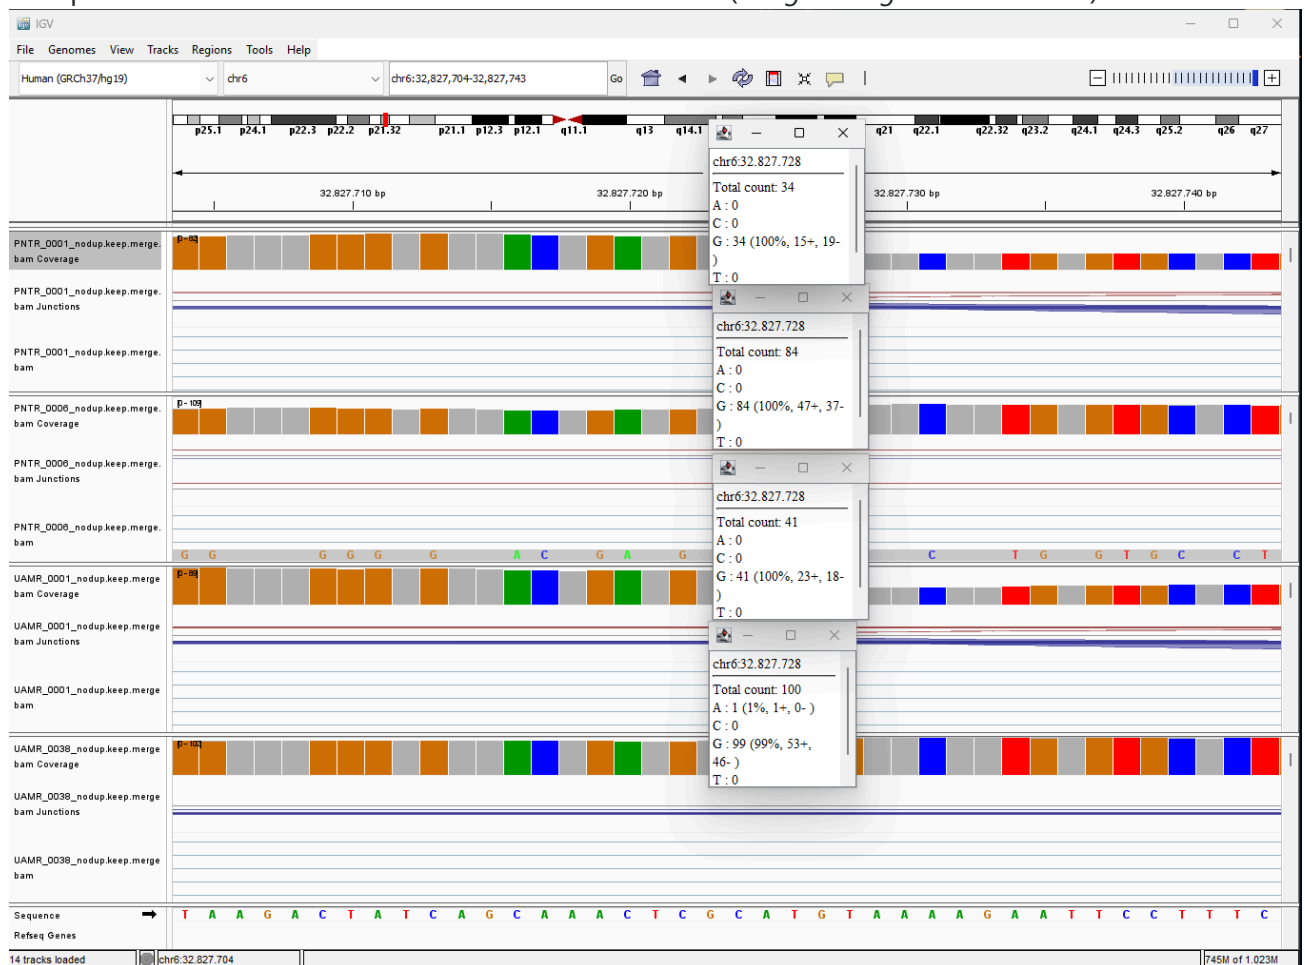 IGV
File Genomes View Tracks Regions Tools Help
Human (GRCh37/hg19) chr6 chr6:32,827,704-32,827,743 Go
p25.1 p24.1 p22.3 p22.2 p21.32 p21.1 p12.3 p12.1 q11.1 q13 q14.1 q21 q22.1 q22.32 q23.2 q24.1 q24.3 q25.2 q26 q27
32.827.710 bp 32.827.720 bp 32.827.730 bp 32.827.740 bp
chr6:32.827.728
Total count: 34
A : 0
C : 0
G : 34 (100%, 15+, 19-
)
T : 0
PNTR_0001_nodup.keep.merge.
bam Coverage
PNTR_0001_nodup.keep.merge.
bam Junctions
PNTR_0001_nodup.keep.merge.
bam
chr6:32.827.728
Total count: 84
A : 0
C : 0
G : 84 (100%, 47+, 37-
)
T : 0
PNTR_0006_nodup.keep.merge.
bam Coverage
[0 - 109]
PNTR_0006_nodup.keep.merge.
bam Junctions
PNTR_0006_nodup.keep.merge.
bam
G G G G G G A C G A G C T G G T G C C T
chr6:32.827.728
Total count: 41
A : 0
C : 0
G : 41 (100%, 23+, 18-
)
T : 0
UAMR_0001_nodup.keep.merge
bam Coverage
UAMR_0001_nodup.keep.merge
bam Junctions
UAMR_0001_nodup.keep.merge
bam
chr6:32.827.728
Total count: 100
A : 1 (1%, 1+, 0- )
C : 0
G : 99 (99%, 53+,
46- )
T : 0
UAMR_0038_nodup.keep.merge
bam Coverage
UAMR_0038_nodup.keep.merge
bam Junctions
UAMR_0038_nodup.keep.merge
bam
Sequence T A A G A C T A T C A G C A A A C T C G C A T G T A A A A G A A T T C C T T T C
Refseq Genes
14 tracks loaded chr6:32.827.704 745M of 1.023M